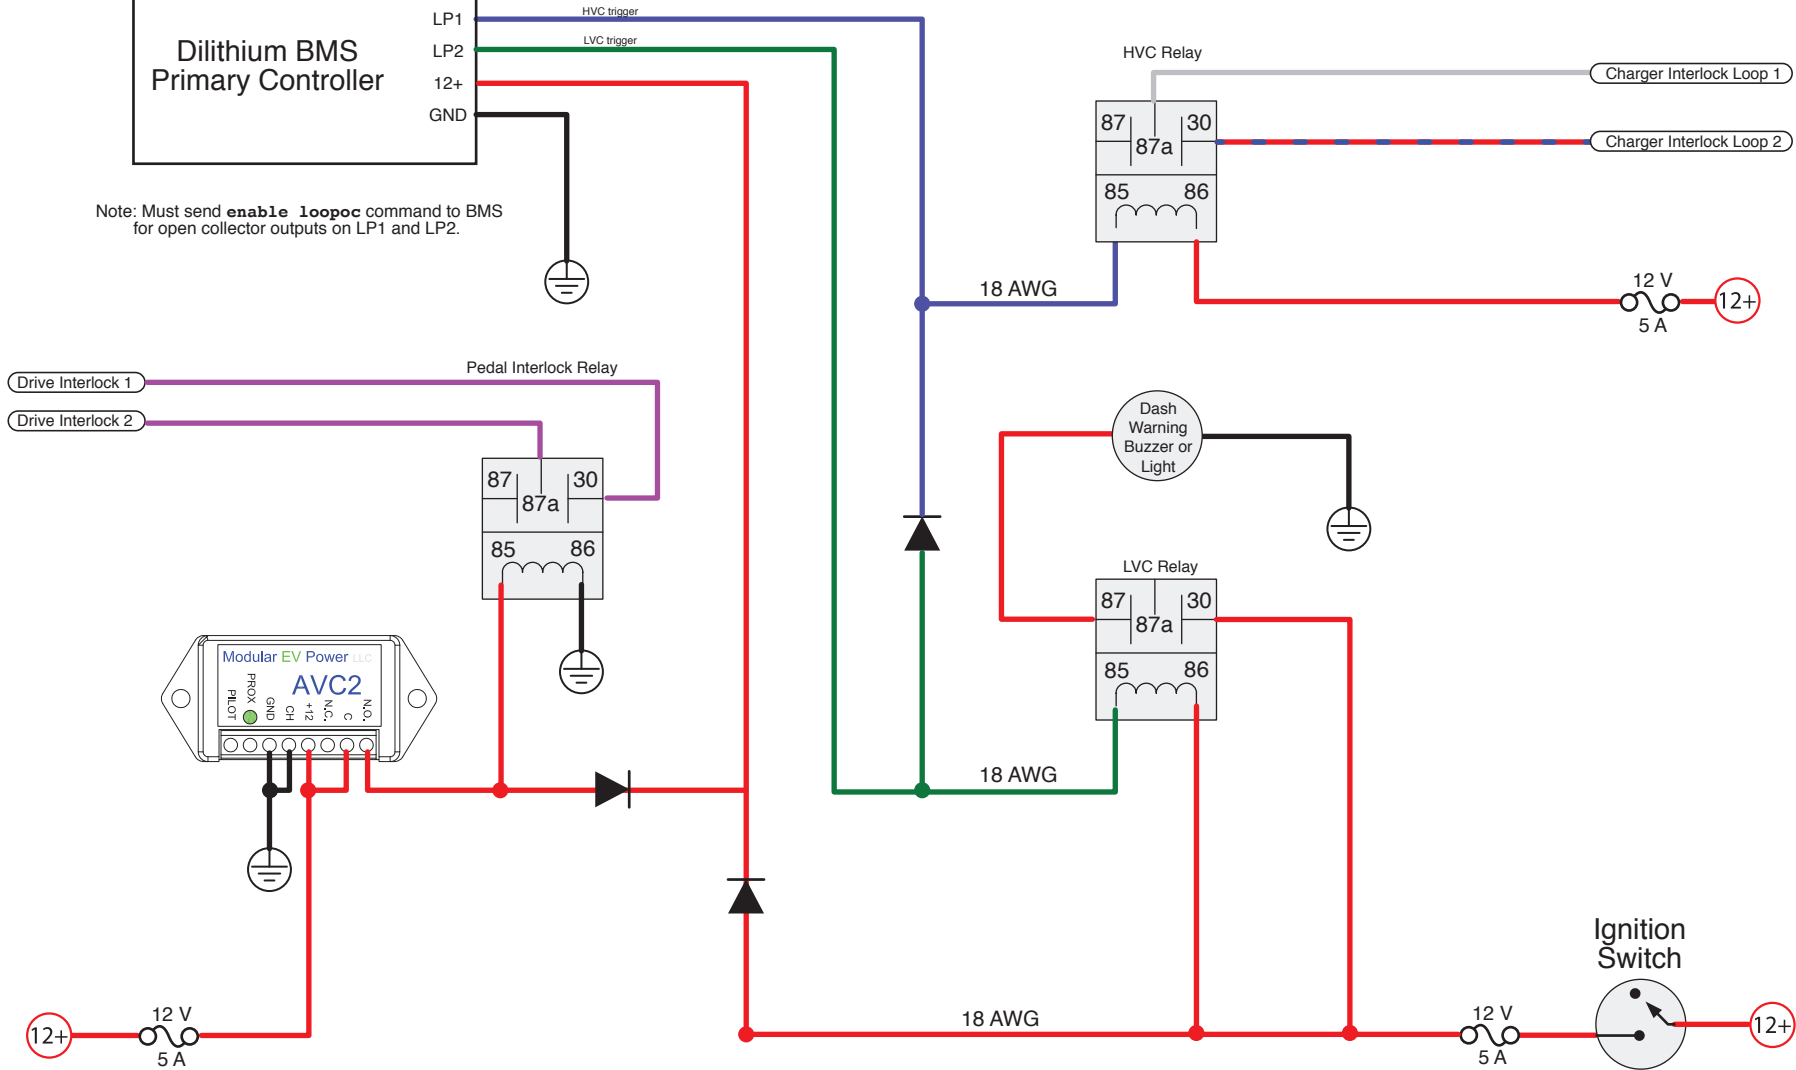 LP1
HVC trigger
LP2
LVC trigger
Dilithium BMS
Primary Controller
12+
GND
Note: Must send enable loopoc command to BMS
for open collector outputs on LP1 and LP2.
HVC Relay
Charger Interlock Loop 1
Charger Interlock Loop 2
87
87a
30
85
86
18 AWG
12 V
5 A
12+
Pedal Interlock Relay
Drive Interlock 1
Drive Interlock 2
87
87a
30
85
86
Dash
Warning
Buzzer or
Light
LVC Relay
87
87a
30
85
86
18 AWG
Modular EV Power LLC
AVC2
PILOT
PROX
GND
CH
+12
N.C.
C
N.O.
12+
12 V
5 A
18 AWG
12 V
5 A
Ignition
Switch
12+